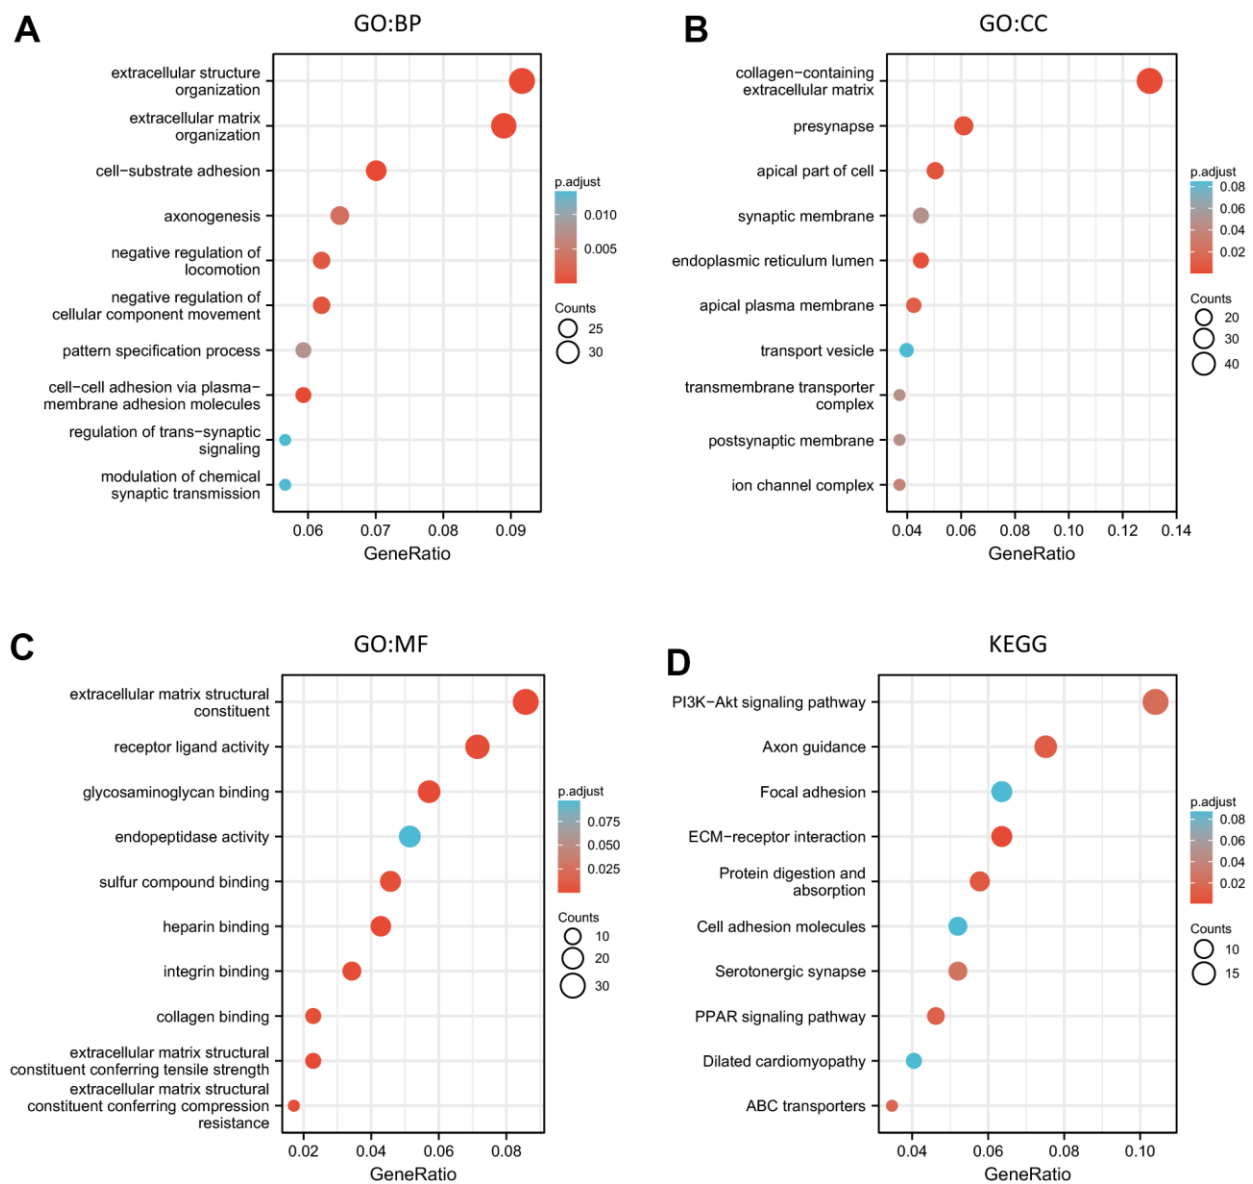 A
GO:BP
extracellular structure
organization
extracellular matrix
organization
cell−substrate adhesion
axonogenesis
negative regulation of
locomotion
negative regulation of
cellular component movement
pattern specification process
cell−cell adhesion via plasma−
membrane adhesion molecules
regulation of trans−synaptic
signaling
modulation of chemical
synaptic transmission
0.06 0.07 0.08 0.09
GeneRatio
p.adjust
0.010
0.005
Counts
25
30
B
GO:CC
collagen−containing
extracellular matrix
presynapse
apical part of cell
synaptic membrane
endoplasmic reticulum lumen
apical plasma membrane
transport vesicle
transmembrane transporter
complex
postsynaptic membrane
ion channel complex
0.04 0.06 0.08 0.10 0.12 0.14
GeneRatio
p.adjust
0.08
0.06
0.04
0.02
Counts
20
30
40
C
GO:MF
extracellular matrix structural
constituent
receptor ligand activity
glycosaminoglycan binding
endopeptidase activity
sulfur compound binding
heparin binding
integrin binding
collagen binding
extracellular matrix structural
constituent conferring tensile strength
extracellular matrix structural
constituent conferring compression
resistance
0.02 0.04 0.06 0.08
GeneRatio
p.adjust
0.075
0.050
0.025
Counts
10
20
30
D
KEGG
PI3K−Akt signaling pathway
Axon guidance
Focal adhesion
ECM−receptor interaction
Protein digestion and
absorption
Cell adhesion molecules
Serotonergic synapse
PPAR signaling pathway
Dilated cardiomyopathy
ABC transporters
0.04 0.06 0.08 0.10
GeneRatio
p.adjust
0.08
0.06
0.04
0.02
Counts
10
15